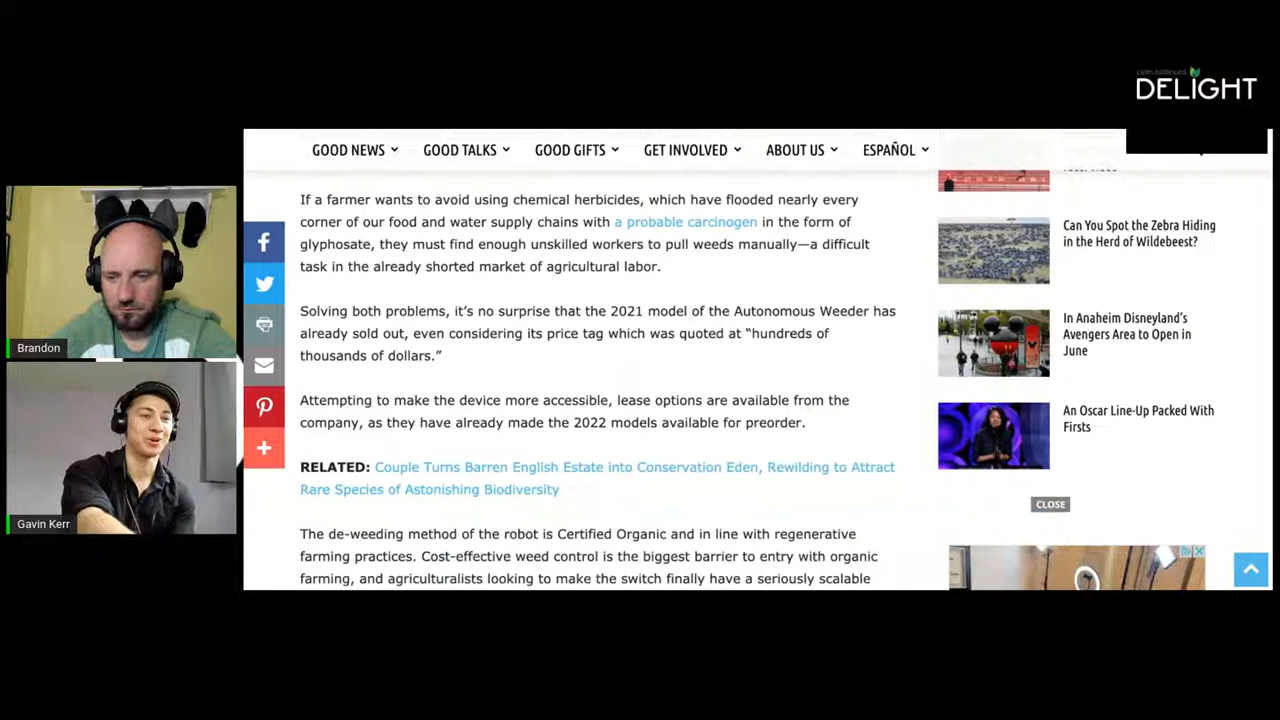 calm.balanced.
DELIGHT
GOOD NEWS
GOOD TALKS
GOOD GIFTS
GET INVOLVED
ABOUT US
ESPAÑOL
If a farmer wants to avoid using chemical herbicides, which have flooded nearly every
corner of our food and water supply chains with a probable carcinogen in the form of
glyphosate, they must find enough unskilled workers to pull weeds manually—a difficult
task in the already shorted market of agricultural labor.
Solving both problems, it’s no surprise that the 2021 model of the Autonomous Weeder has
already sold out, even considering its price tag which was quoted at “hundreds of
thousands of dollars.”
Attempting to make the device more accessible, lease options are available from the
company, as they have already made the 2022 models available for preorder.
RELATED: Couple Turns Barren English Estate into Conservation Eden, Rewilding to Attract
Rare Species of Astonishing Biodiversity
The de-weeding method of the robot is Certified Organic and in line with regenerative
farming practices. Cost-effective weed control is the biggest barrier to entry with organic
farming, and agriculturalists looking to make the switch finally have a seriously scalable
Can You Spot the Zebra Hiding
in the Herd of Wildebeest?
In Anaheim Disneyland’s
Avengers Area to Open in
June
An Oscar Line-Up Packed With
Firsts
CLOSE
Brandon
Gavin Kerr